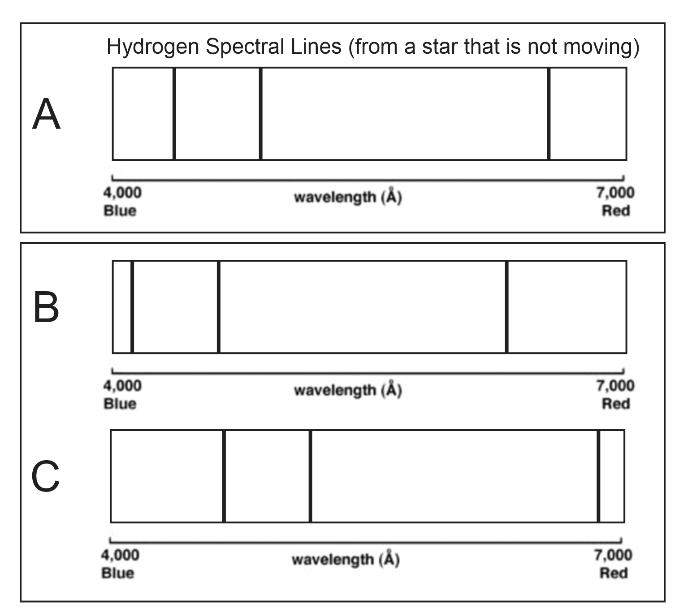 Hydrogen Spectral Lines (from a star that is not moving)
A
4,000 wavelength (Å) 7,000
Blue Red
B
4,000 wavelength (Å) 7,000
Blue Red
C
4,000 wavelength (Å) 7,000
Blue Red